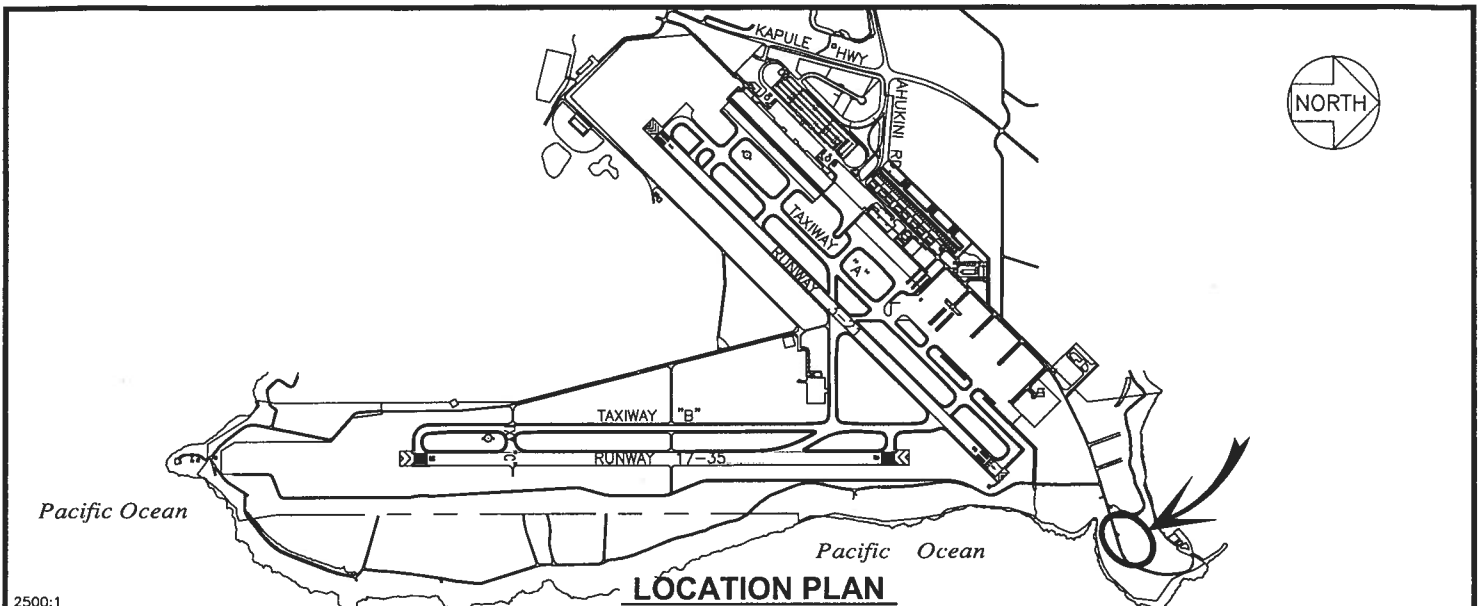 KAPULE HWY
NORTH
AHUKINI RD
TAXIWAY "A"
RUNWAY
TAXIWAY "B"
RUNWAY 17-35
Pacific Ocean
Pacific Ocean
LOCATION PLAN
2500:1